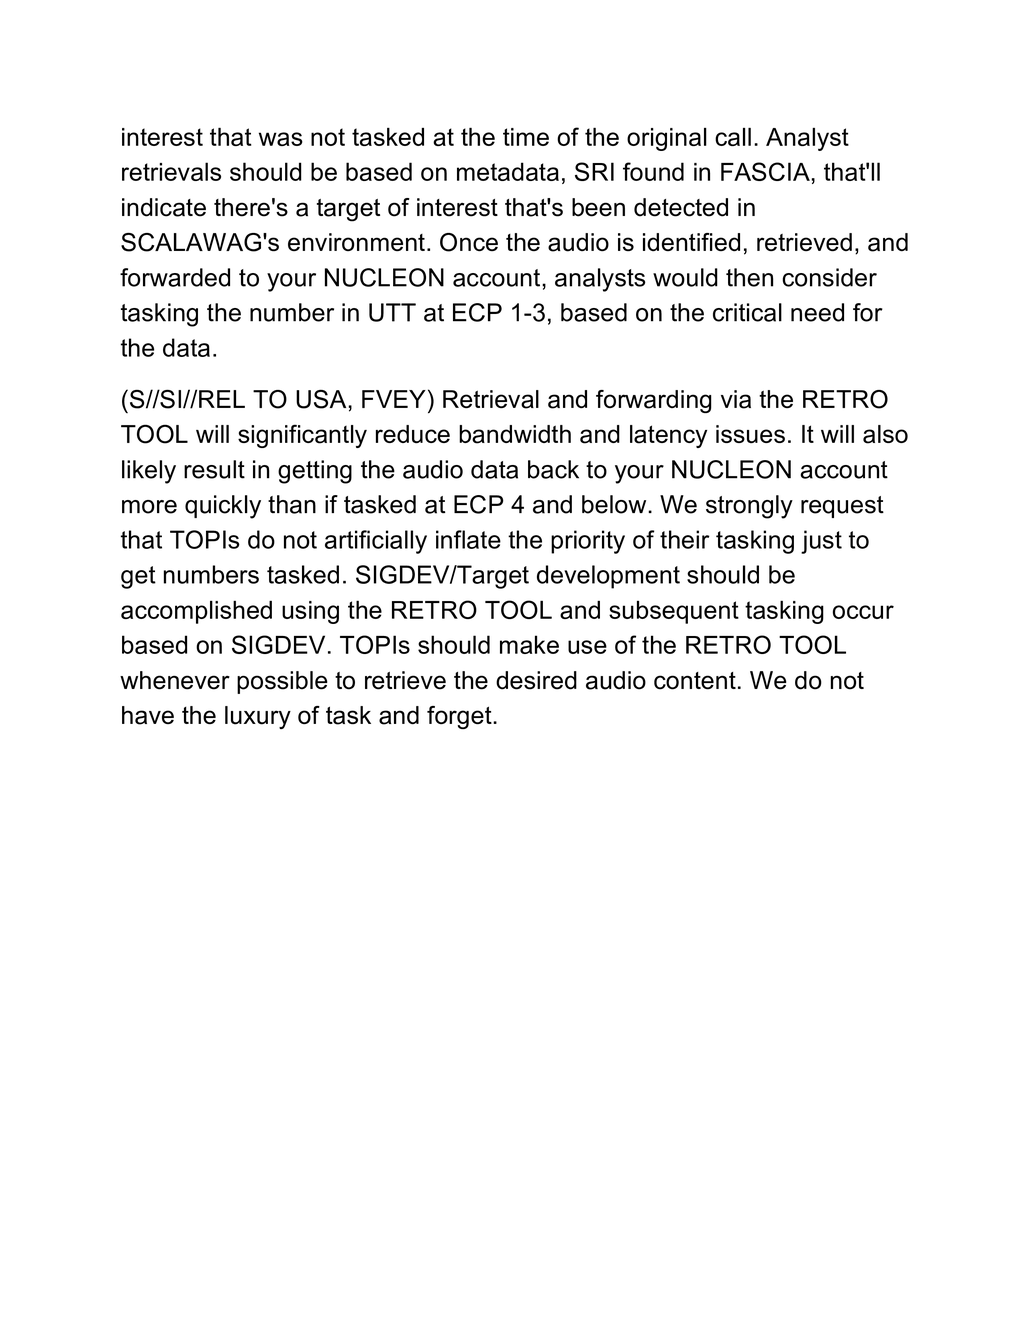 interest that was not tasked at the time of the original call. Analyst
retrievals should be based on metadata, SRI found in FASCIA, that'll
indicate there's a target of interest that's been detected in
SCALAWAG's environment. Once the audio is identified, retrieved, and
forwarded to your NUCLEON account, analysts would then consider
tasking the number in UTT at ECP 1-3, based on the critical need for
the data.
(S//SI//REL TO USA, FVEY) Retrieval and forwarding via the RETRO
TOOL will significantly reduce bandwidth and latency issues. It will also
likely result in getting the audio data back to your NUCLEON account
more quickly than if tasked at ECP 4 and below. We strongly request
that TOPIs do not artificially inflate the priority of their tasking just to
get numbers tasked. SIGDEV/Target development should be
accomplished using the RETRO TOOL and subsequent tasking occur
based on SIGDEV. TOPIs should make use of the RETRO TOOL
whenever possible to retrieve the desired audio content. We do not
have the luxury of task and forget.